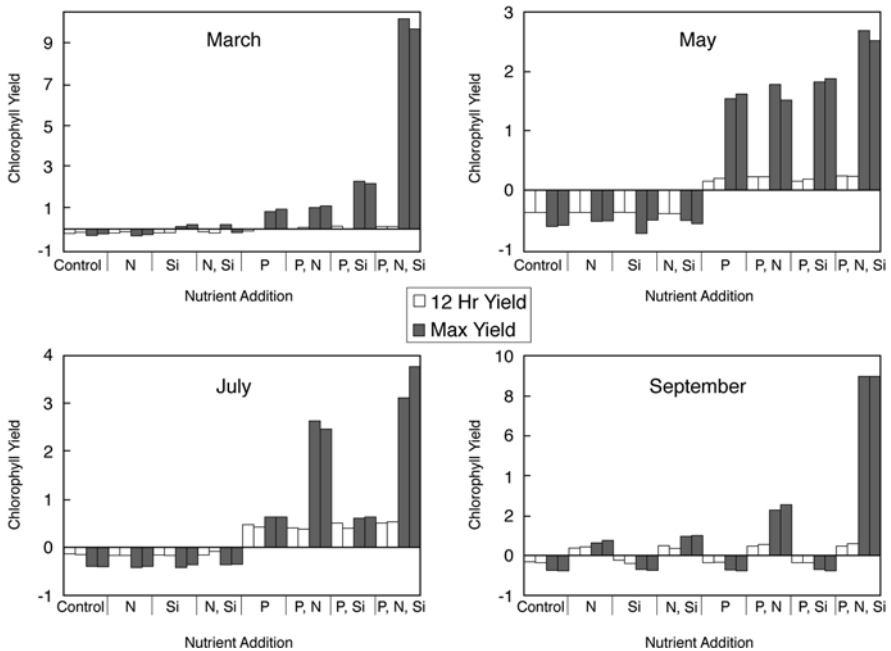 March
Chlorophyll Yield
9
7
5
3
1
-1
Control N Si N, Si P P, N P, Si P, N, Si
Nutrient Addition
May
Chlorophyll Yield
3
2
1
0
-1
Control N Si N, Si P P, N P, Si P, N, Si
Nutrient Addition
12 Hr Yield
Max Yield
July
Chlorophyll Yield
4
3
2
1
0
-1
Control N Si N, Si P P, N P, Si P, N, Si
Nutrient Addition
September
Chlorophyll Yield
10
8
6
1
2
0
-1
Control N Si N, Si P P, N P, Si P, N, Si
Nutrient Addition